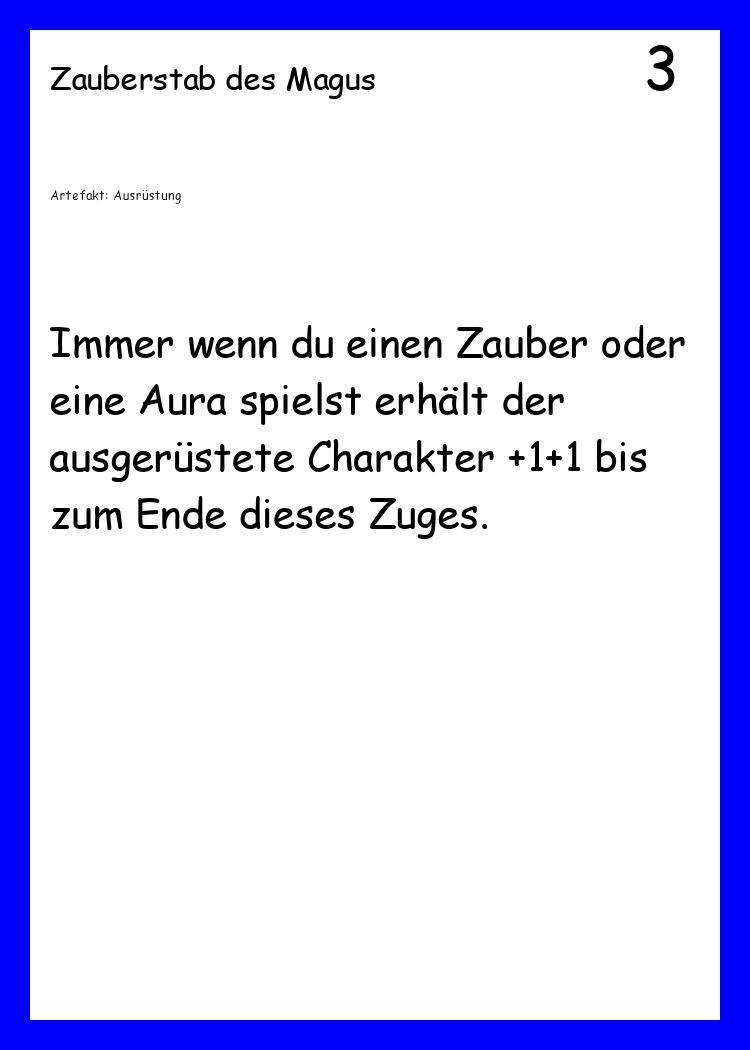 Zauberstab des Magus 3
Artefakt: Ausrüstung
Immer wenn du einen Zauber oder
eine Aura spielst erhält der
ausgerüstete Charakter +1+1 bis
zum Ende dieses Zuges.